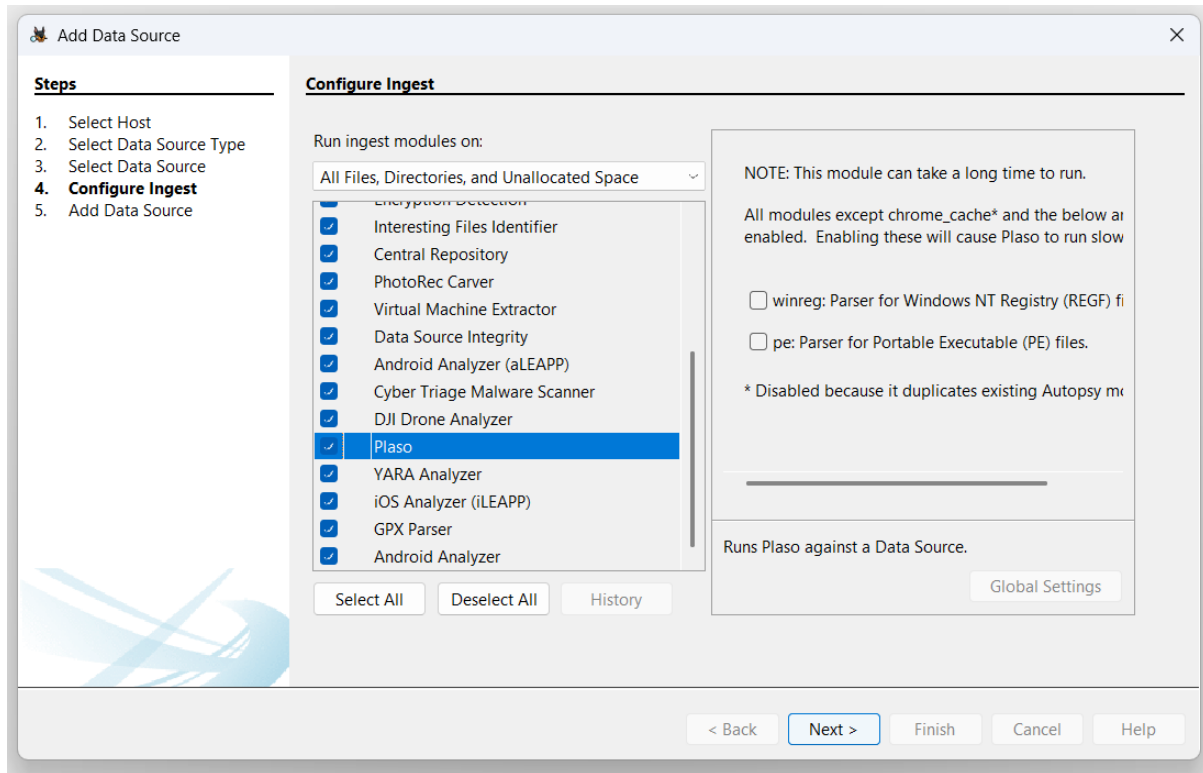 Add Data Source
Steps
1. Select Host
2. Select Data Source Type
3. Select Data Source
4. Configure Ingest
5. Add Data Source
Configure Ingest
Run ingest modules on:
All Files, Directories, and Unallocated Space
Encryption Detection
Interesting Files Identifier
Central Repository
PhotoRec Carver
Virtual Machine Extractor
Data Source Integrity
Android Analyzer (aLEAPP)
Cyber Triage Malware Scanner
DJI Drone Analyzer
Plaso
YARA Analyzer
iOS Analyzer (iLEAPP)
GPX Parser
Android Analyzer
Select All Deselect All History
NOTE: This module can take a long time to run.
All modules except chrome_cache* and the below ar
enabled. Enabling these will cause Plaso to run slow
winreg: Parser for Windows NT Registry (REGF) fi
pe: Parser for Portable Executable (PE) files.
* Disabled because it duplicates existing Autopsy mo
Runs Plaso against a Data Source.
Global Settings
< Back Next > Finish Cancel Help